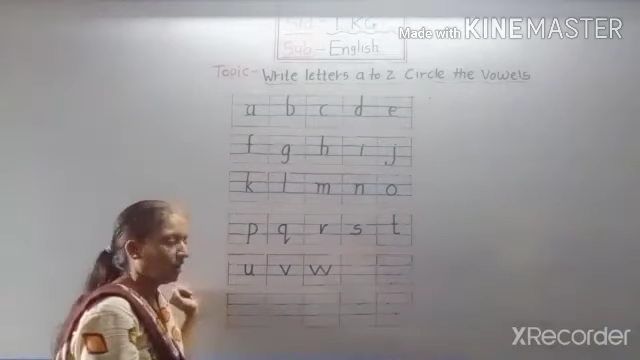 Std - L.KG.
Made with KINEMASTER
Sub - English
Topic - Write letters a to z Circle the Vowels
a b c d e
f g h i j
k l m n o
p q r s t
u v w
XRecorder